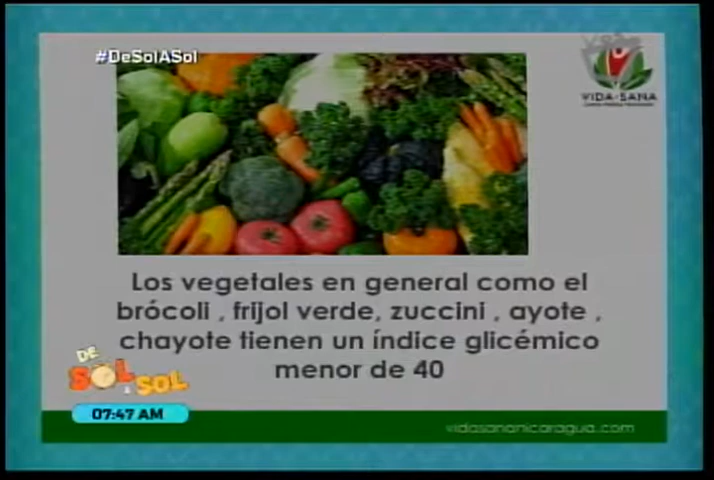 #DeSolASol
VIDA SANA
Los vegetales en general como el
brócoli , frijol verde, zuccini , ayote ,
chayote tienen un índice glicémico
menor de 40
DE
SOL
A
SOL
07:47 AM
vidasananicaragua.com